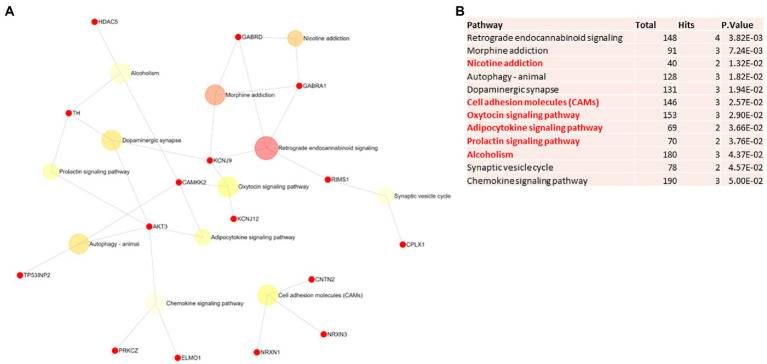 A
HDAC5
GABRD
Nicotine addiction
Alcoholism
GABRA1
Morphine addiction
TH
Dopaminergic synapse
Retrograde endocannabinoid signaling
KCNJ9
Prolactin signaling pathway
CAMKK2
RIMS1
Oxytocin signaling pathway
Synaptic vesicle cycle
KCNJ12
AKT3
Adipocytokine signaling pathway
Autophagy - animal
CPLX1
TP53INP2
CNTN2
Cell adhesion molecules (CAMs)
Chemokine signaling pathway
NRXN3
PRKCZ
NRXN1
ELMO1
B
Pathway Total Hits P.Value
Retrograde endocannabinoid signaling 148 4 3.82E-03
Morphine addiction 91 3 7.24E-03
Nicotine addiction 40 2 1.32E-02
Autophagy - animal 128 3 1.82E-02
Dopaminergic synapse 131 3 1.94E-02
Cell adhesion molecules (CAMs) 146 3 2.57E-02
Oxytocin signaling pathway 153 3 2.90E-02
Adipocytokine signaling pathway 69 2 3.66E-02
Prolactin signaling pathway 70 2 3.76E-02
Alcoholism 180 3 4.37E-02
Synaptic vesicle cycle 78 2 4.57E-02
Chemokine signaling pathway 190 3 5.00E-02